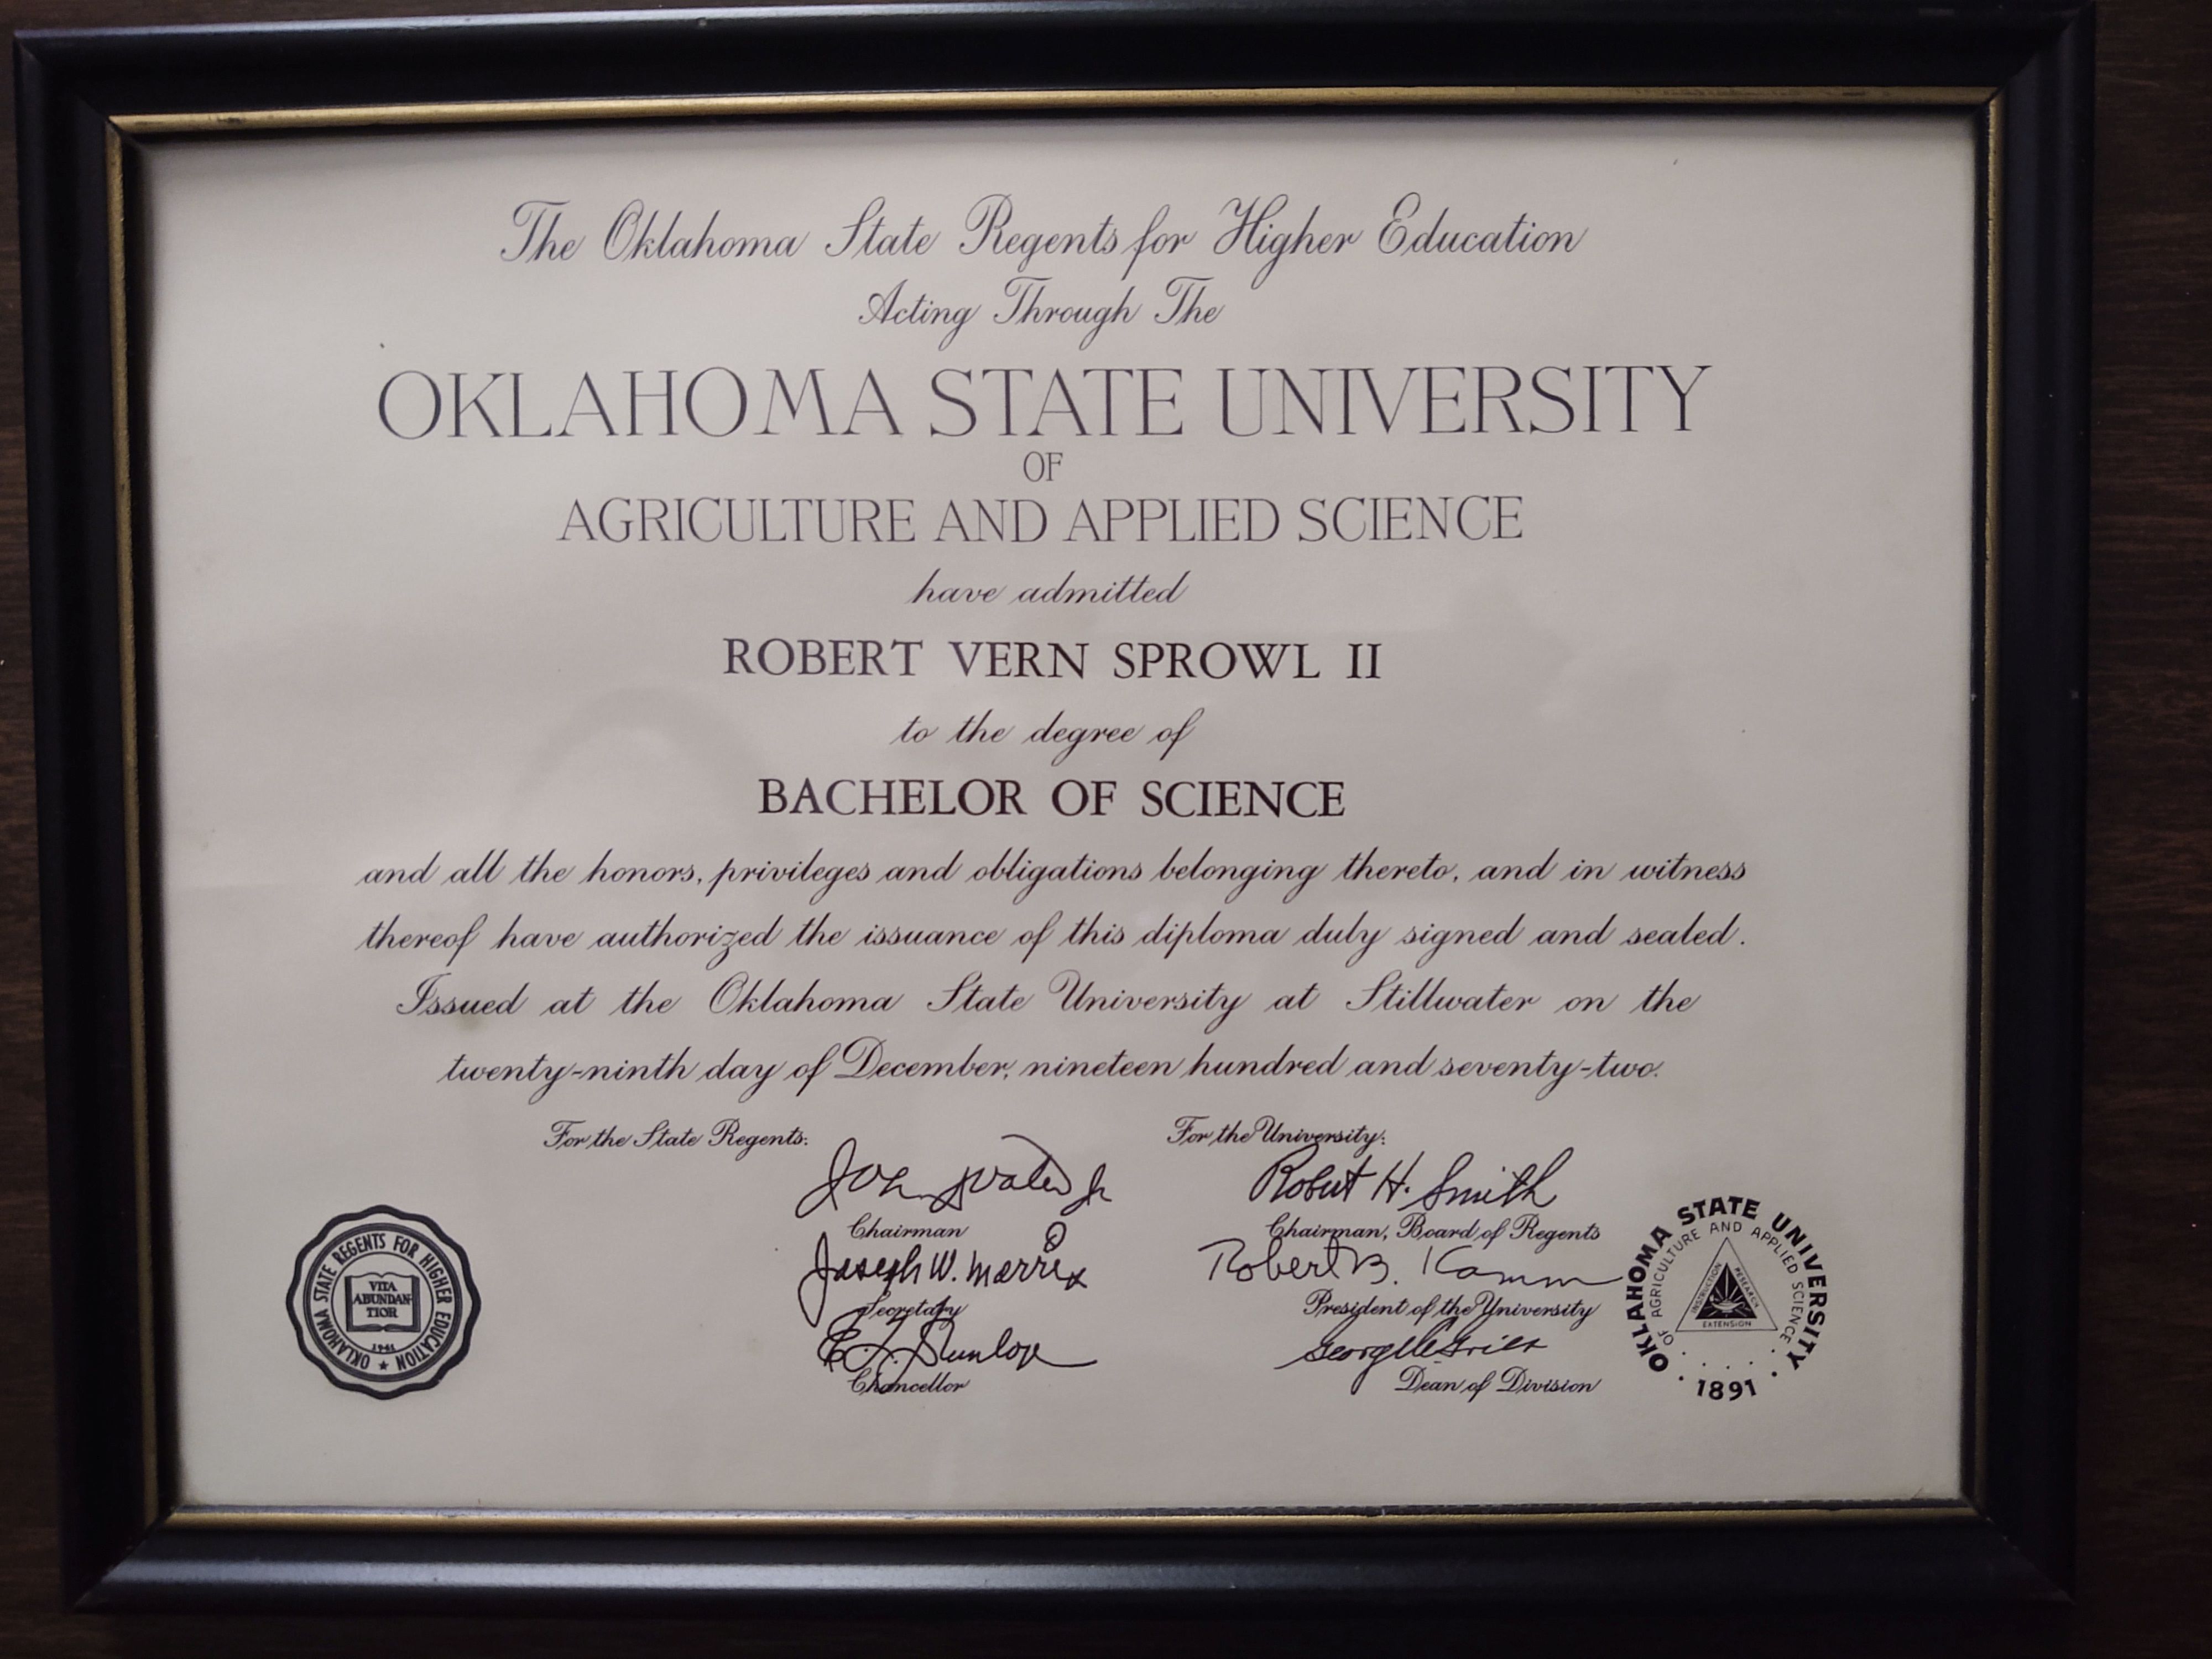 The Oklahoma State Regents for Higher Education
Acting Through The
OKLAHOMA STATE UNIVERSITY
OF
AGRICULTURE AND APPLIED SCIENCE
have admitted
ROBERT VERN SPROWL II
to the degree of
BACHELOR OF SCIENCE
and all the honors, privileges and obligations belonging thereto, and in witness
thereof have authorized the issuance of this diploma duly signed and sealed.
Issued at the Oklahoma State University at Stillwater on the
twenty-ninth day of December, nineteen hundred and seventy-two.
For the State Regents:
Chairman
Joseph W. Morris
Secretary
E. T. Dunlap
Chancellor
For the University:
Robert H. Smith
Chairman, Board of Regents
Robert B. Kamm
President of the University
Dean of Division
OKLAHOMA STATE REGENTS FOR HIGHER EDUCATION
VITA
ABUNDAN-
TIOR
1941
OKLAHOMA STATE UNIVERSITY
OF AGRICULTURE AND APPLIED SCIENCE
INSTRUCTION
RESEARCH
EXTENSION
1891